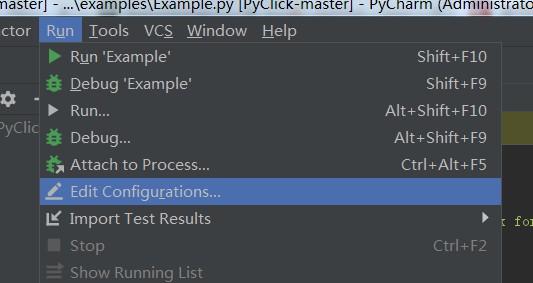 master] - ...\examples\Example.py [PyClick-master] - PyCharm (Administrato
ctor Run Tools VCS Window Help
Run 'Example' Shift+F10
Debug 'Example' Shift+F9
Run... Alt+Shift+F10
PyClic
Debug... Alt+Shift+F9
Attach to Process... Ctrl+Alt+F5
Edit Configurations...
Import Test Results
k for
Stop Ctrl+F2
Show Running List